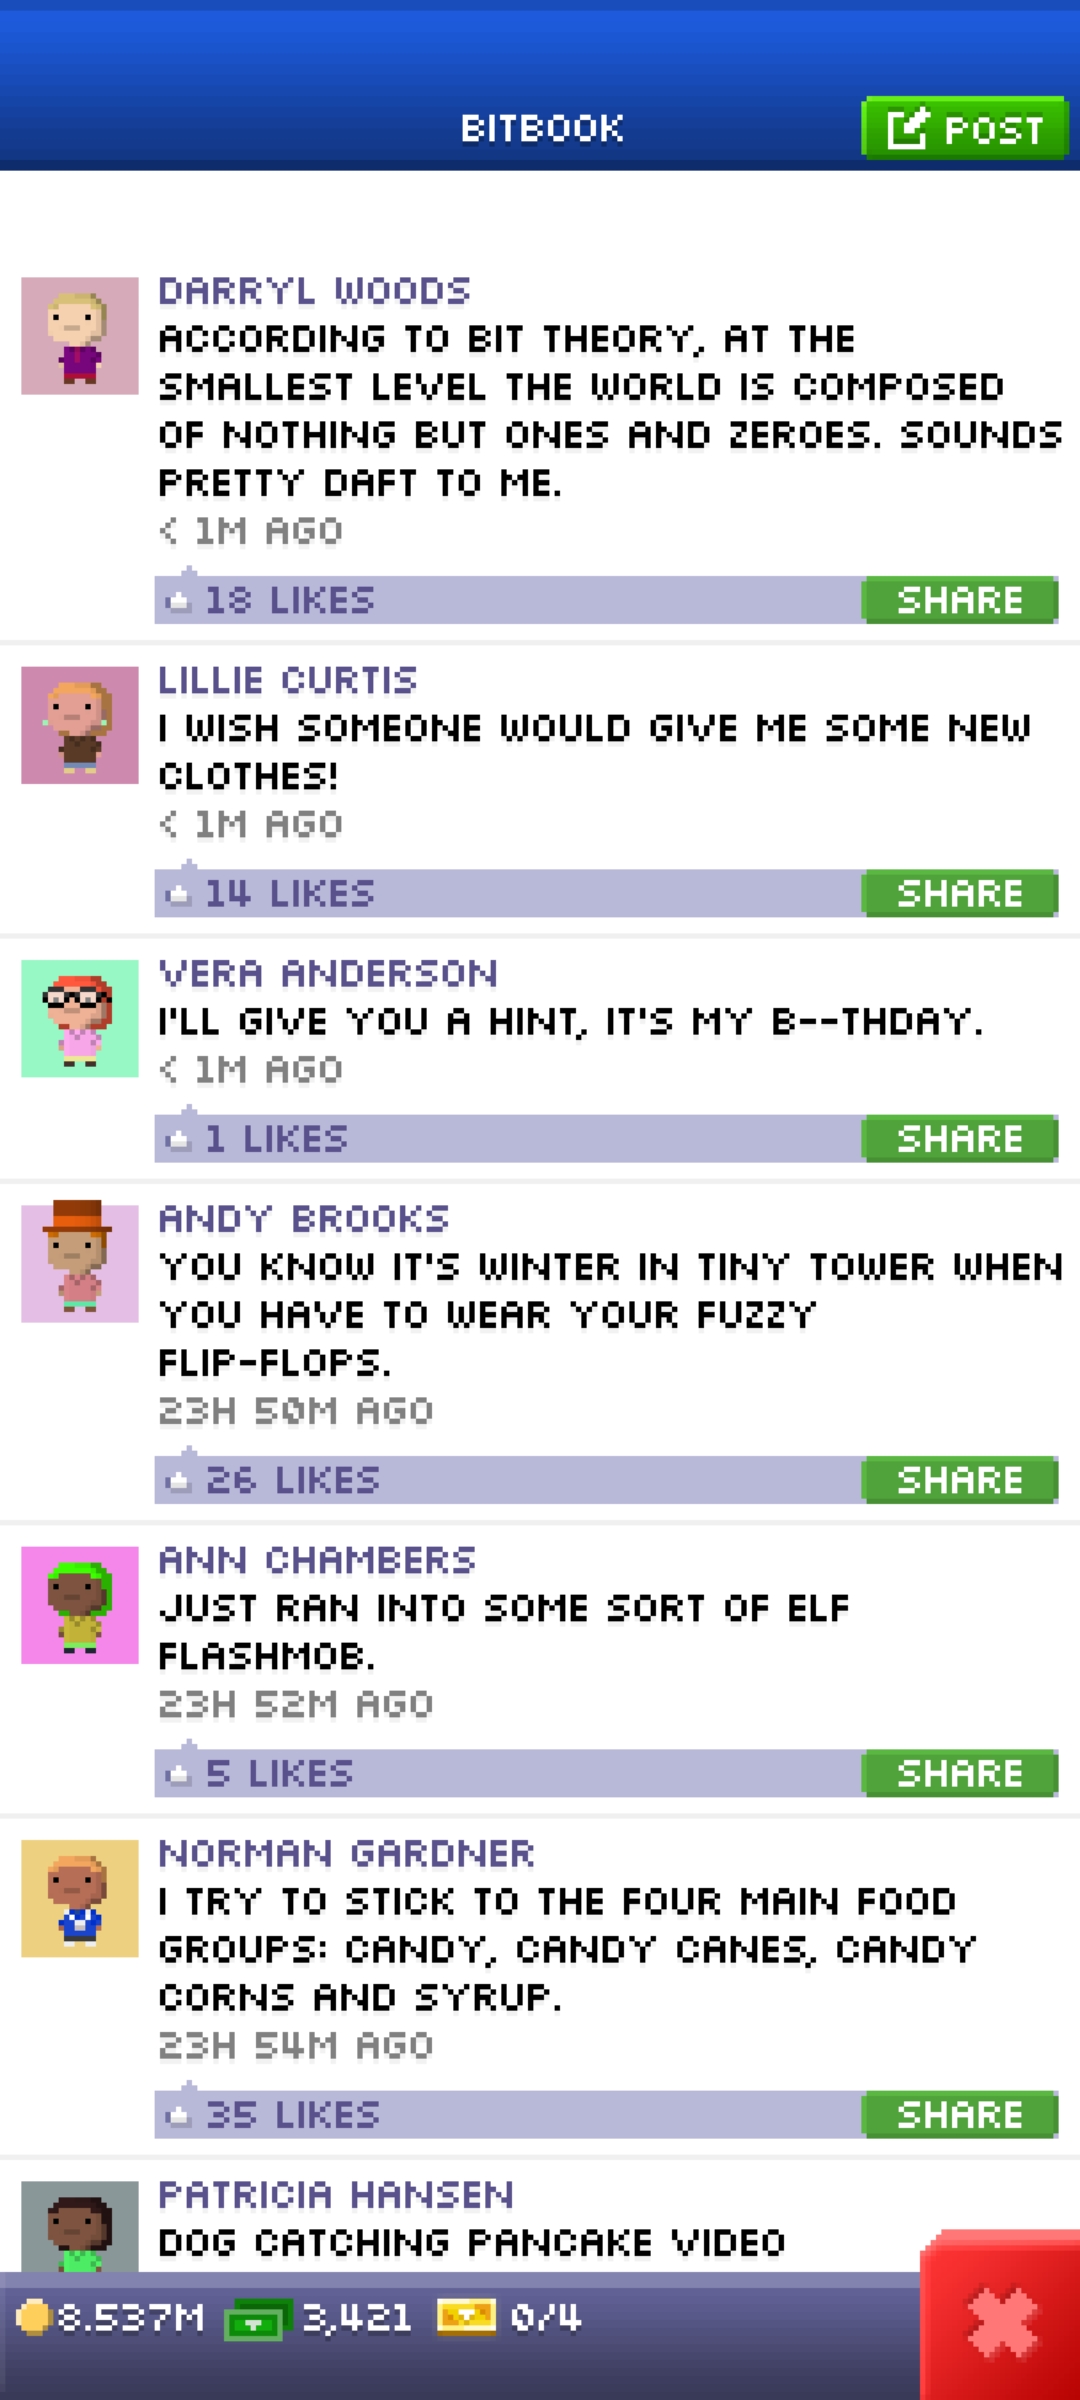 BITBOOK
POST
DARRYL WOODS
ACCORDING TO BIT THEORY, AT THE
SMALLEST LEVEL THE WORLD IS COMPOSED
OF NOTHING BUT ONES AND ZEROES. SOUNDS
PRETTY DAFT TO ME.
< 1M AGO
18 LIKES
SHARE
LILLIE CURTIS
I WISH SOMEONE WOULD GIVE ME SOME NEW
CLOTHES!
< 1M AGO
14 LIKES
SHARE
VERA ANDERSON
I'LL GIVE YOU A HINT, IT'S MY B--THDAY.
< 1M AGO
1 LIKES
SHARE
ANDY BROOKS
YOU KNOW IT'S WINTER IN TINY TOWER WHEN
YOU HAVE TO WEAR YOUR FUZZY
FLIP-FLOPS.
23H 50M AGO
26 LIKES
SHARE
ANN CHAMBERS
JUST RAN INTO SOME SORT OF ELF
FLASHMOB.
23H 52M AGO
5 LIKES
SHARE
NORMAN GARDNER
I TRY TO STICK TO THE FOUR MAIN FOOD
GROUPS: CANDY, CANDY CANES, CANDY
CORNS AND SYRUP.
23H 54M AGO
35 LIKES
SHARE
PATRICIA HANSEN
DOG CATCHING PANCAKE VIDEO
8.537M
3,421
0/4